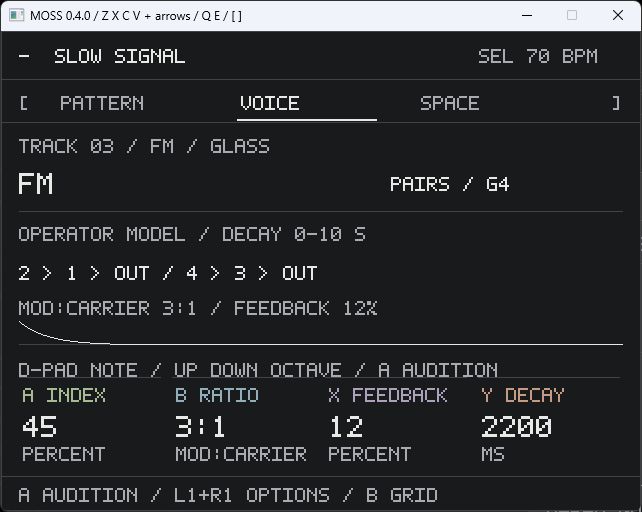 MOSS 0.4.0 / Z X C V + arrows / Q E / [ ]
— SLOW SIGNAL SEL 70 BPM
[ PATTERN VOICE SPACE ]
TRACK 03 / FM / GLASS
FM PAIRS / G4
OPERATOR MODEL / DECAY 0-10 S
2 > 1 > OUT / 4 > 3 > OUT
MOD:CARRIER 3:1 / FEEDBACK 12%
D-PAD NOTE / UP DOWN OCTAVE / A AUDITION
A INDEX B RATIO X FEEDBACK Y DECAY
45 3:1 12 2200
PERCENT MOD:CARRIER PERCENT MS
A AUDITION / L1+R1 OPTIONS / B GRID